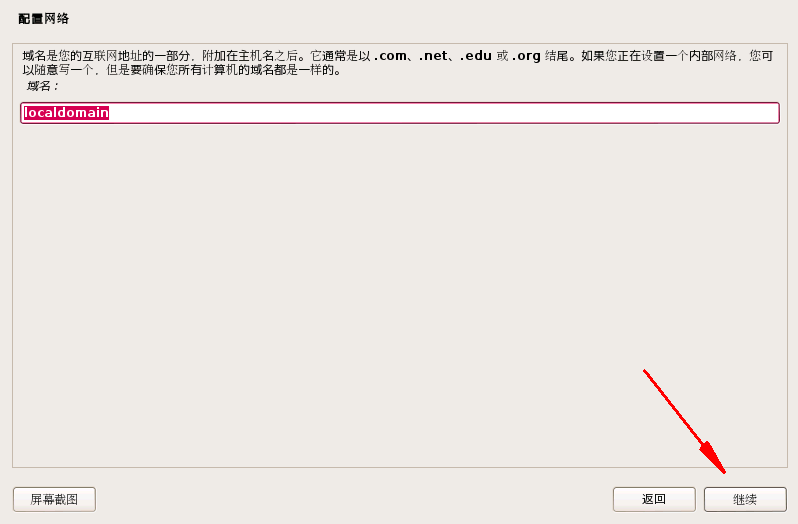 配置网络
域名是您的互联网地址的一部分，附加在主机名之后。它通常是以 .com、.net、.edu 或 .org 结尾。如果您正在设置一个内部网络，您可
以随意写一个，但是要确保您所有计算机的域名都是一样的。
域名：
localdomain
屏幕截图
返回
继续